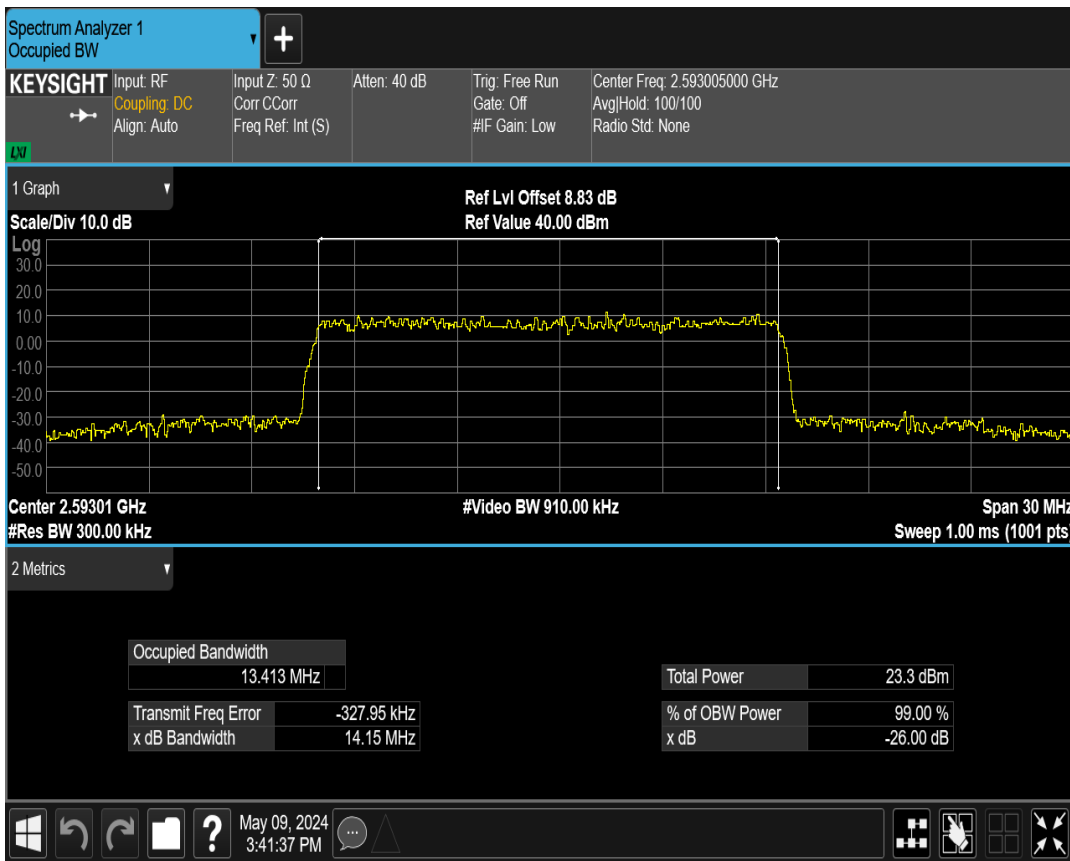 Spectrum Analyzer 1
Occupied BW
KEYSIGHT
LXI
Input: RF
Coupling: DC
Align: Auto
Input Z: 50 Ω
Corr CCorr
Freq Ref: Int (S)
Atten: 40 dB
Trig: Free Run
Gate: Off
#IF Gain: Low
Center Freq: 2.593005000 GHz
Avg|Hold: 100/100
Radio Std: None
1 Graph
Scale/Div 10.0 dB
Ref Lvl Offset 8.83 dB
Ref Value 40.00 dBm
Log
30.0
20.0
10.0
0.00
-10.0
-20.0
-30.0
-40.0
-50.0
Center 2.59301 GHz
#Video BW 910.00 kHz
Span 30 MHz
#Res BW 300.00 kHz
Sweep 1.00 ms (1001 pts)
2 Metrics
Occupied Bandwidth
13.413 MHz
Transmit Freq Error -327.95 kHz
x dB Bandwidth 14.15 MHz
Total Power 23.3 dBm
% of OBW Power 99.00 %
x dB -26.00 dB
?
May 09, 2024
3:41:37 PM